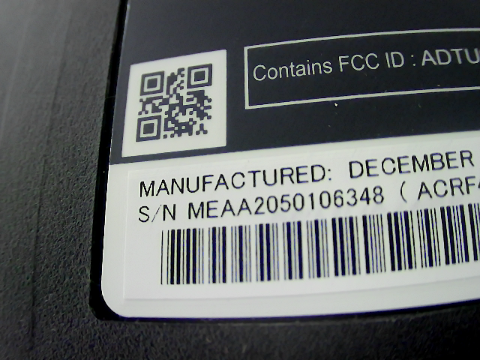 Contains FCC ID : ADTU
MANUFACTURED: DECEMBER
S/N MEAA2050106348 ( ACRF